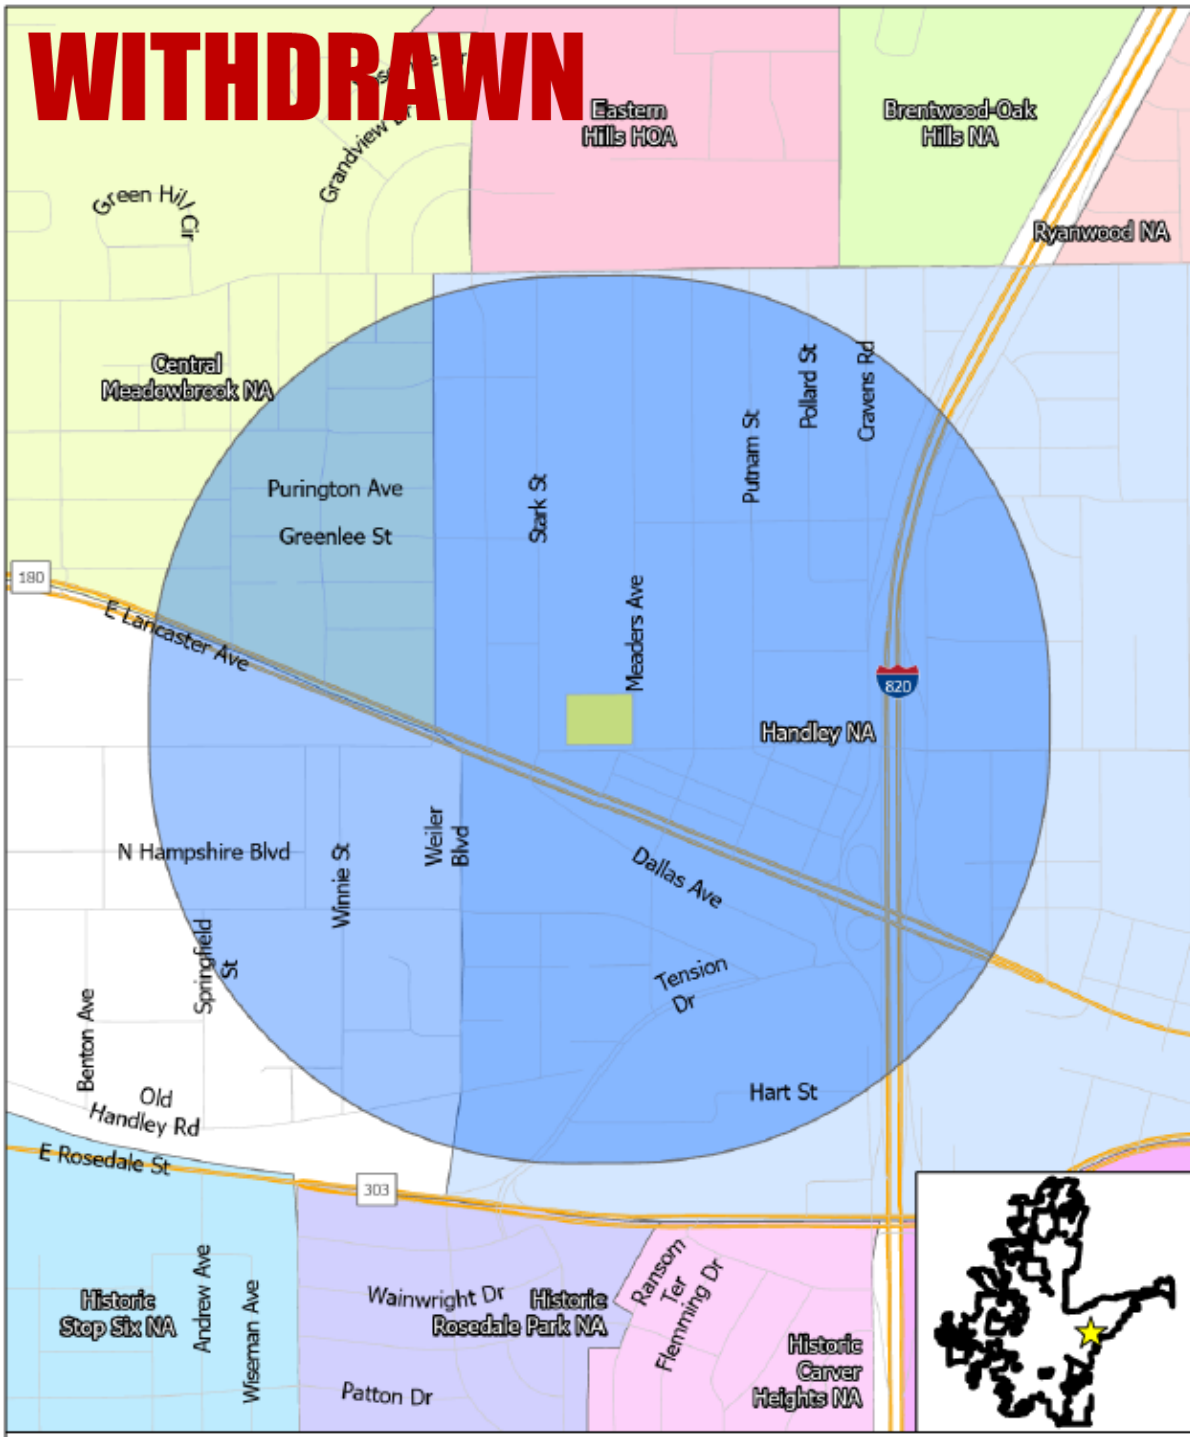 WITHDRAWN
Grandview
Eastern
Hills HOA
Brentwood-Oak
Hills NA
Green Hill Cir
Ryanwood NA
Central
Meadowbrook NA
Pollard St
Cravens Rd
Putnam St
Purington Ave
Stark St
Greenlee St
180
E Lancaster Ave
Meaders Ave
820
Handley NA
N Hampshire Blvd
Winnie St
Weiler
Blvd
Dallas Ave
Springfield
St
Tension
Dr
Benton Ave
Old
Handley Rd
Hart St
E Rosedale St
303
Historic
Stop Six NA
Andrew Ave
Wiseman Ave
Wainwright Dr
Historic
Rosedale Park NA
Patton Dr
Ransom
Ter
Flemming Dr
Historic
Carver
Heights NA